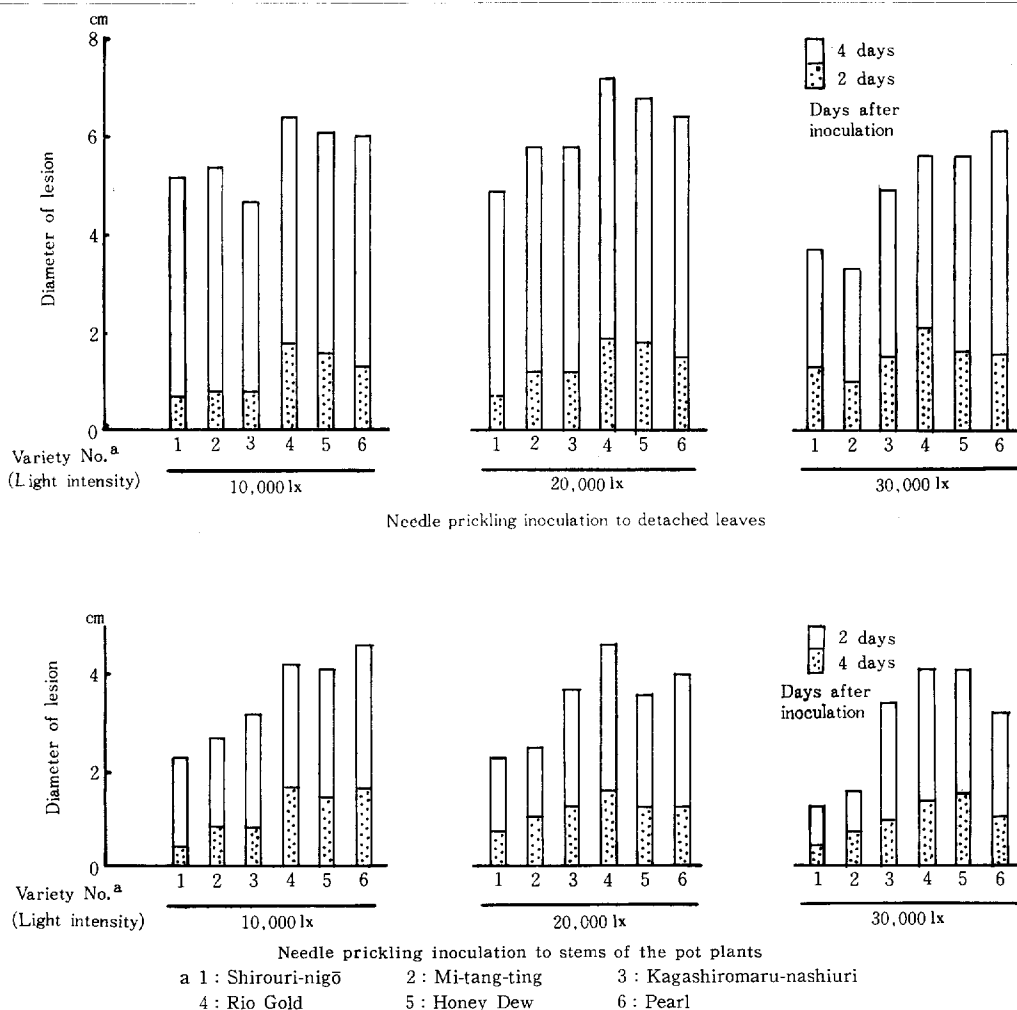 cm
8
6
4
2
0
Diameter of lesion
4 days
2 days
Days after
inoculation
1 2 3 4 5 6
1 2 3 4 5 6
1 2 3 4 5 6
Variety No.a
(Light intensity)
10,000 lx
20,000 lx
30,000 lx
Needle prickling inoculation to detached leaves
cm
4
2
0
Diameter of lesion
2 days
4 days
Days after
inoculation
1 2 3 4 5 6
1 2 3 4 5 6
1 2 3 4 5 6
Variety No.a
(Light intensity)
10,000 lx
20,000 lx
30,000 lx
Needle prickling inoculation to stems of the pot plants
a 1 : Shirouri-nigō 2 : Mi-tang-ting 3 : Kagashiromaru-nashiuri
4 : Rio Gold 5 : Honey Dew 6 : Pearl